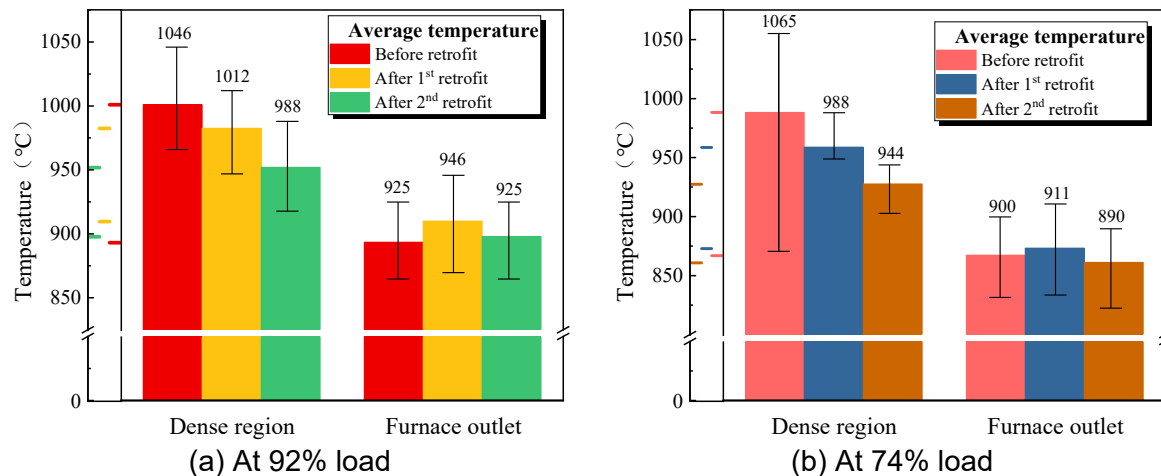 Average temperature
Before retrofit
After 1st retrofit
After 2nd retrofit
1046
1012
988
925
946
925
1050
1000
950
900
850
0
Temperature（℃）
Dense region
Furnace outlet
(a) At 92% load
Average temperature
Before retrofit
After 1st retrofit
After 2nd retrofit
1065
988
944
900
911
890
1050
1000
950
900
850
0
Temperature（℃）
Dense region
Furnace outlet
(b) At 74% load